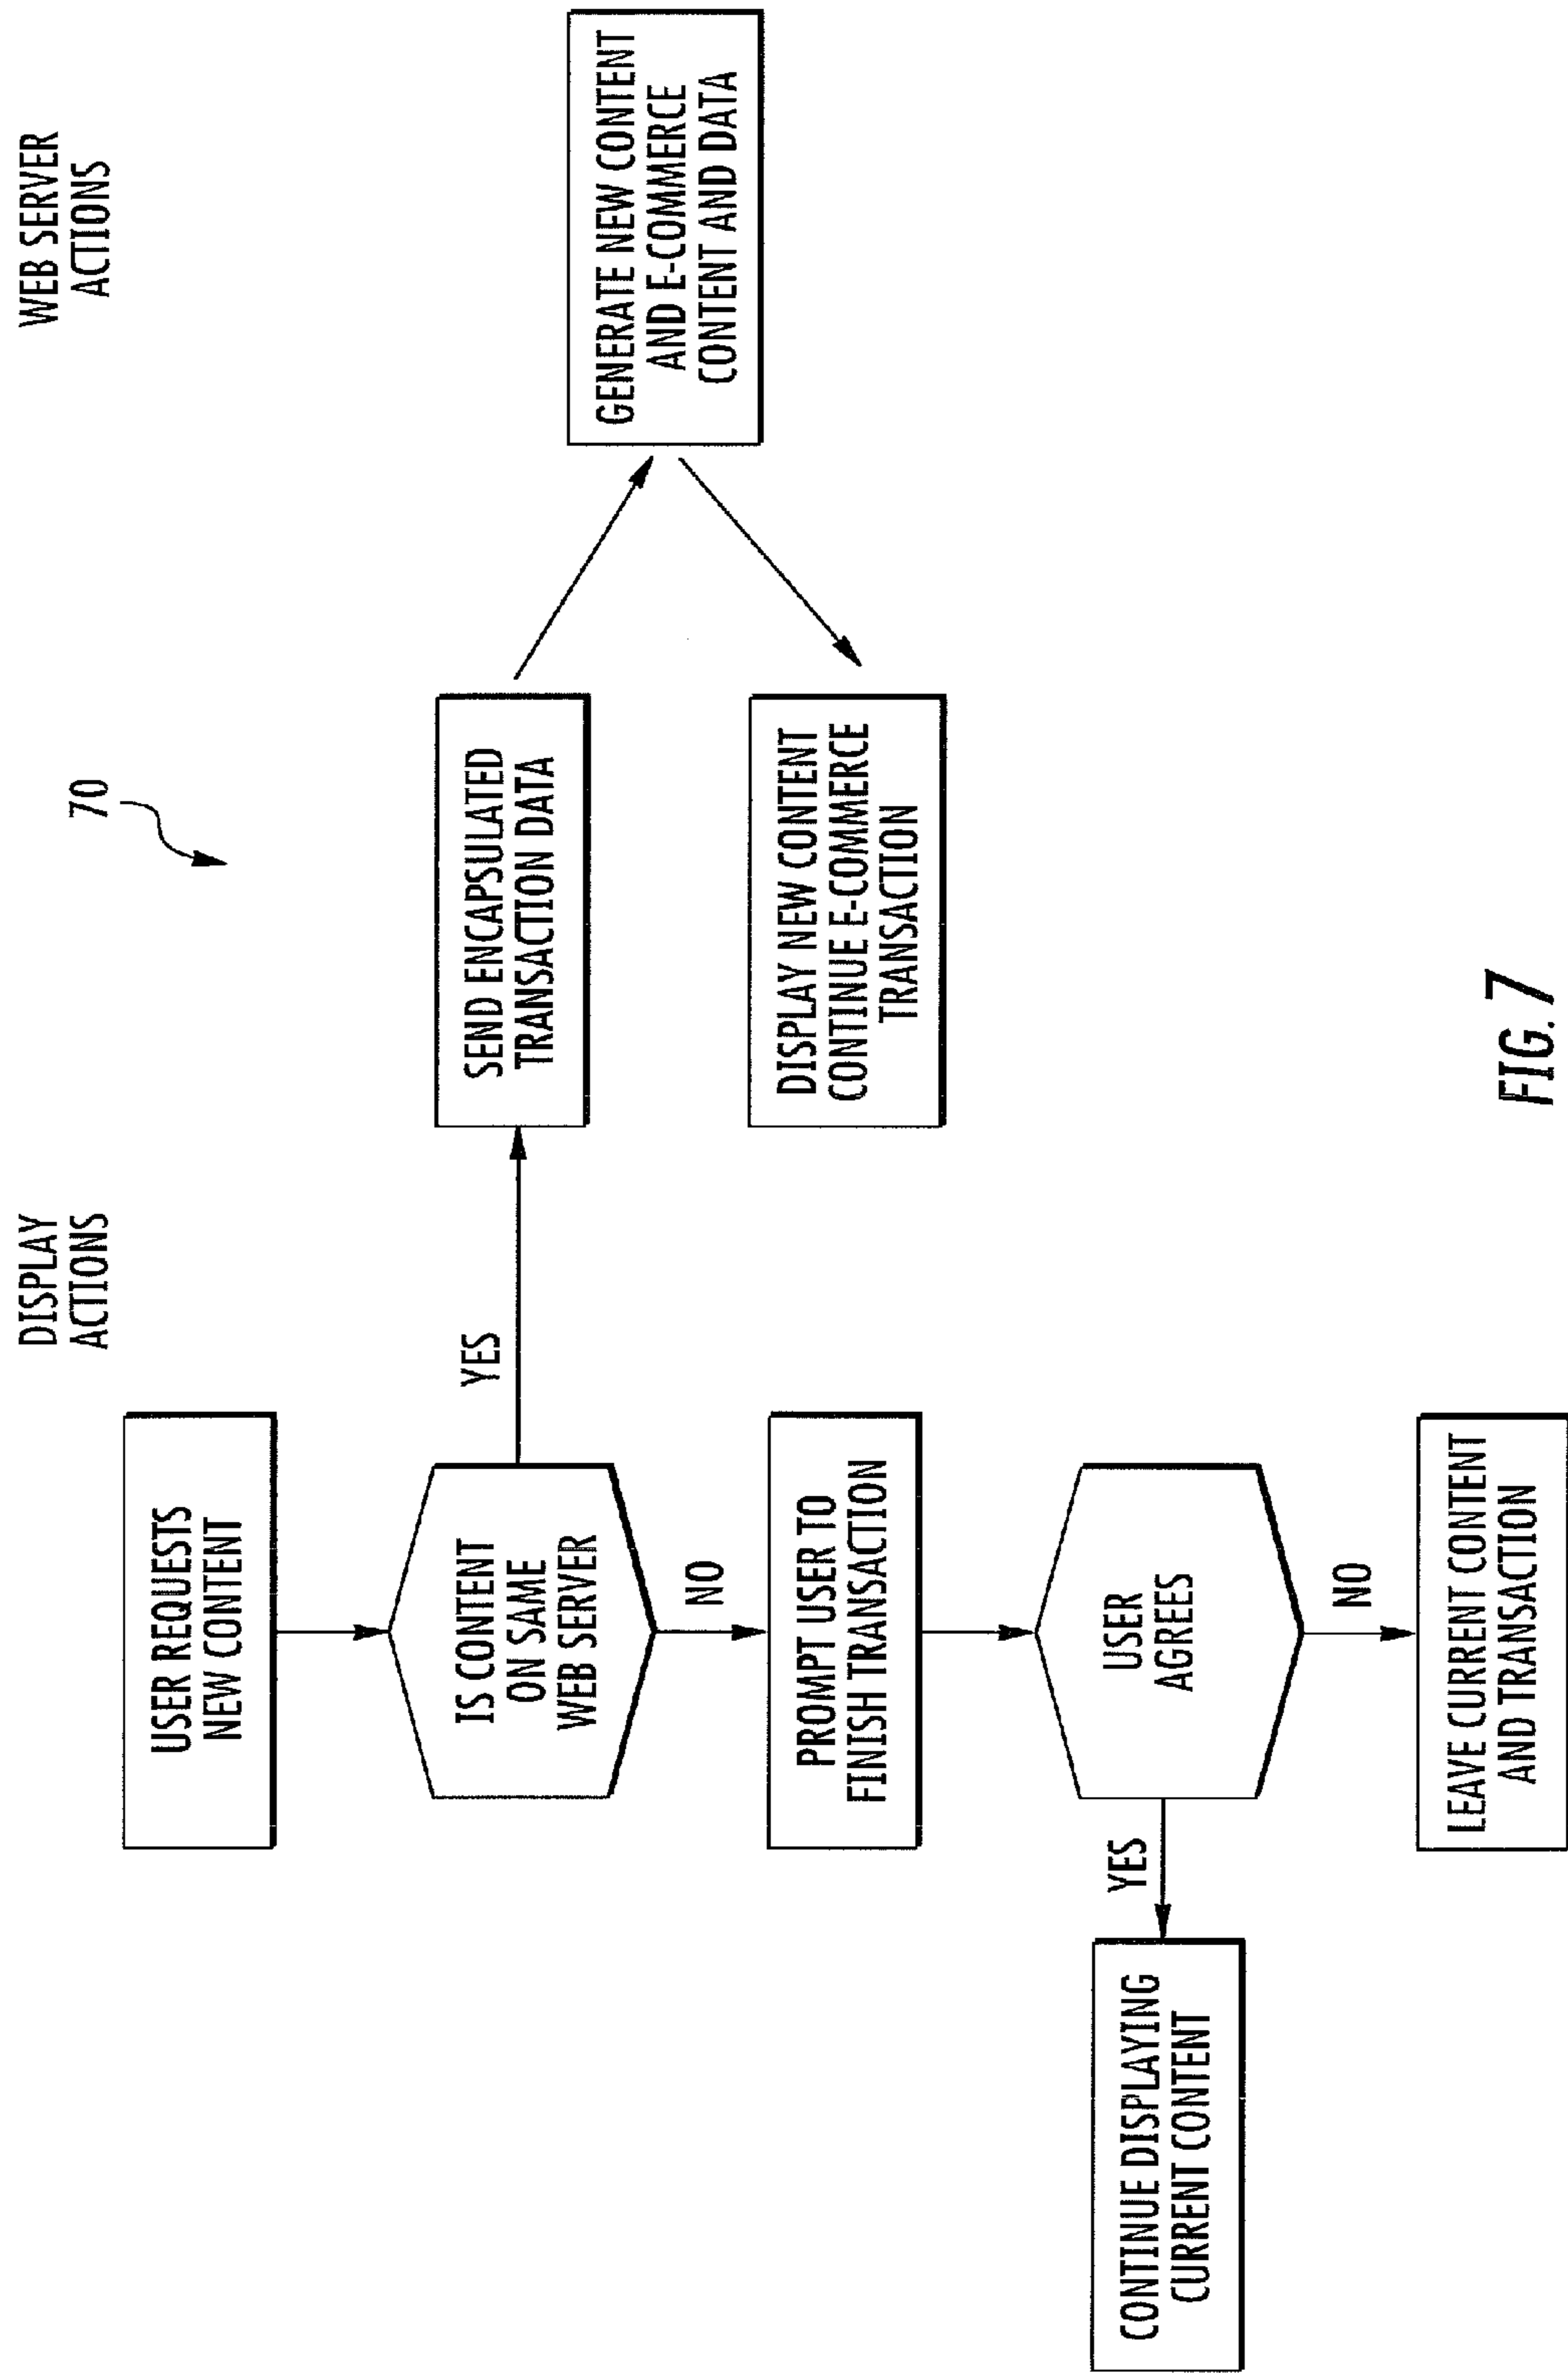 DISPLAY
ACTIONS
WEB SERVER
ACTIONS
70
USER REQUESTS
NEW CONTENT
IS CONTENT
ON SAME
WEB SERVER
YES
SEND ENCAPSULATED
TRANSACTION DATA
GENERATE NEW CONTENT
AND E-COMMERCE
CONTENT AND DATA
DISPLAY NEW CONTENT
CONTINUE E-COMMERCE
TRANSACTION
NO
PROMPT USER TO
FINISH TRANSACTION
USER
AGREES
YES
CONTINUE DISPLAYING
CURRENT CONTENT
NO
LEAVE CURRENT CONTENT
AND TRANSACTION
FIG. 7